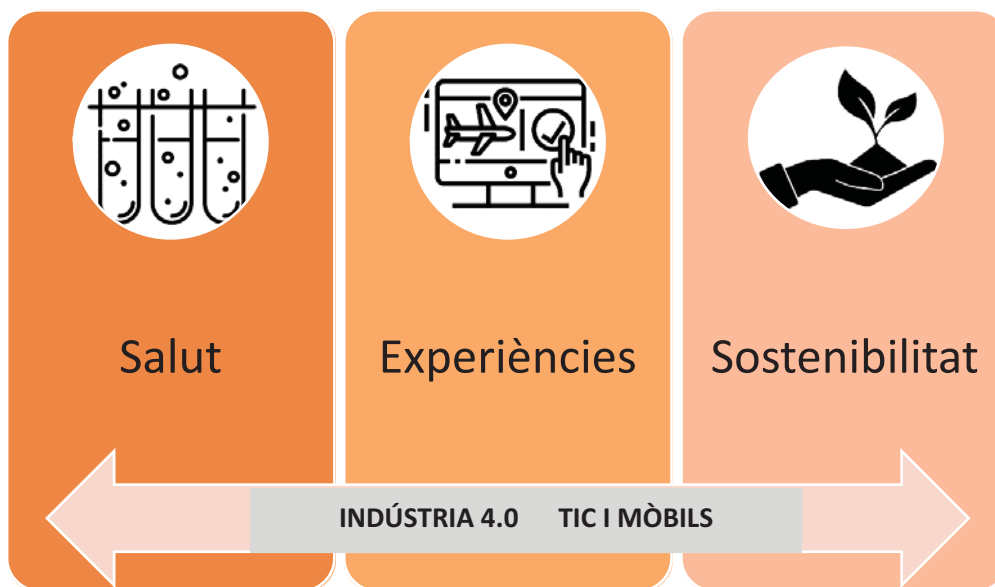 Salut
Experiències
Sostenibilitat
INDÚSTRIA 4.0 TIC I MÒBILS